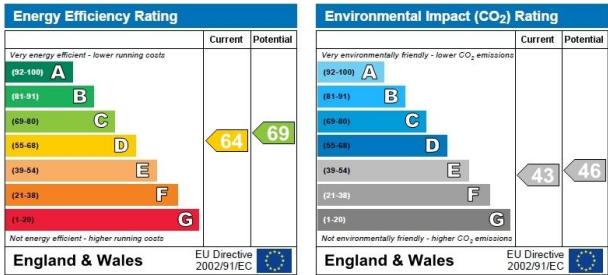 Energy Efficiency Rating
Current Potential
Very energy efficient - lower running costs
(92-100) A
(81-91) B
(69-80) C
(55-68) D
(39-54) E
(21-38) F
(1-20) G
64
69
Not energy efficient - higher running costs
England & Wales
EU Directive
2002/91/EC
Environmental Impact (CO₂) Rating
Current Potential
Very environmentally friendly - lower CO₂ emissions
(92-100) A
(81-91) B
(69-80) C
(55-68) D
(39-54) E
(21-38) F
(1-20) G
43
46
Not environmentally friendly - higher CO₂ emissions
England & Wales
EU Directive
2002/91/EC